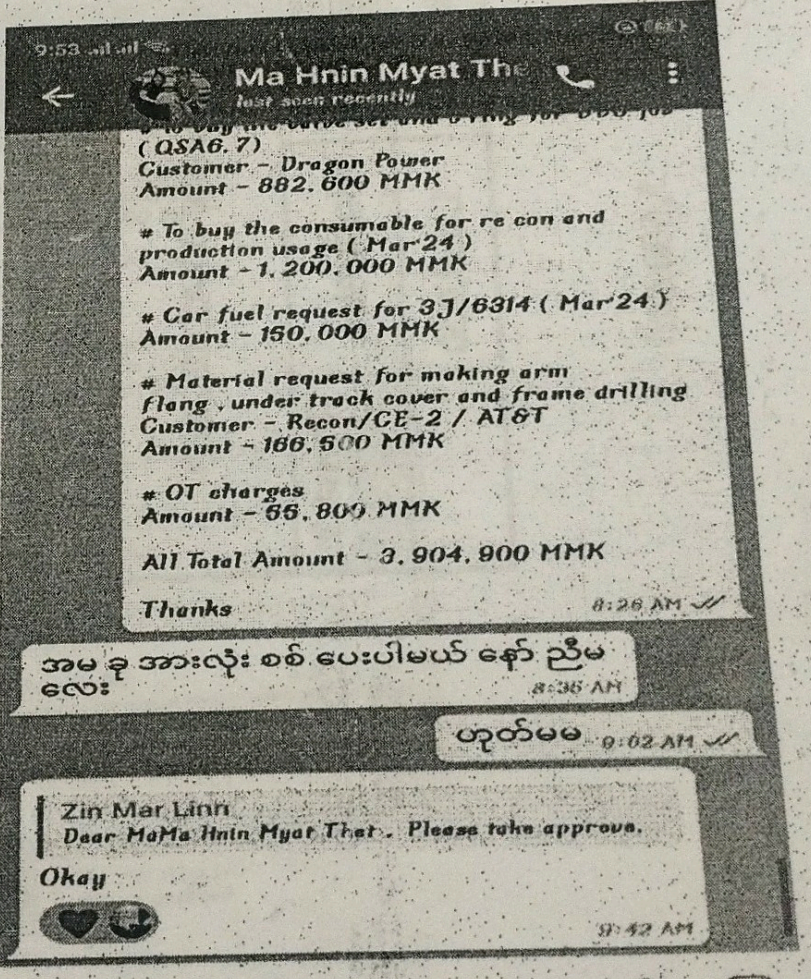 9:53
Ma Hnin Myat The
last seen recently
(QSA6.7)
Customer - Dragon Power
Amount - 882,600 MMK
# To buy the consumable for re con and
production usage ( Mar'24 )
Amount - 1,200,000 MMK
# Car fuel request for 3J/6314 ( Mar'24 )
Amount - 150,000 MMK
# Material request for making arm
flang , under track cover and frame drilling
Customer - Recon/CE-2 / AT&T
Amount - 166,500 MMK
# OT charges
Amount - 800 MMK
All Total Amount - 3,904,900 MMK
Thanks
8:26 AM
အမ ခု အားလုံး စစ် ပေးပါမယ် နော် ညီမ
လေး
8:36 AM
ဟုတ်မမ 9:02 AM
Zin Mar Linn
Dear MaMa Hnin Myat Thet . Please take approve.
Okay
9:42 AM